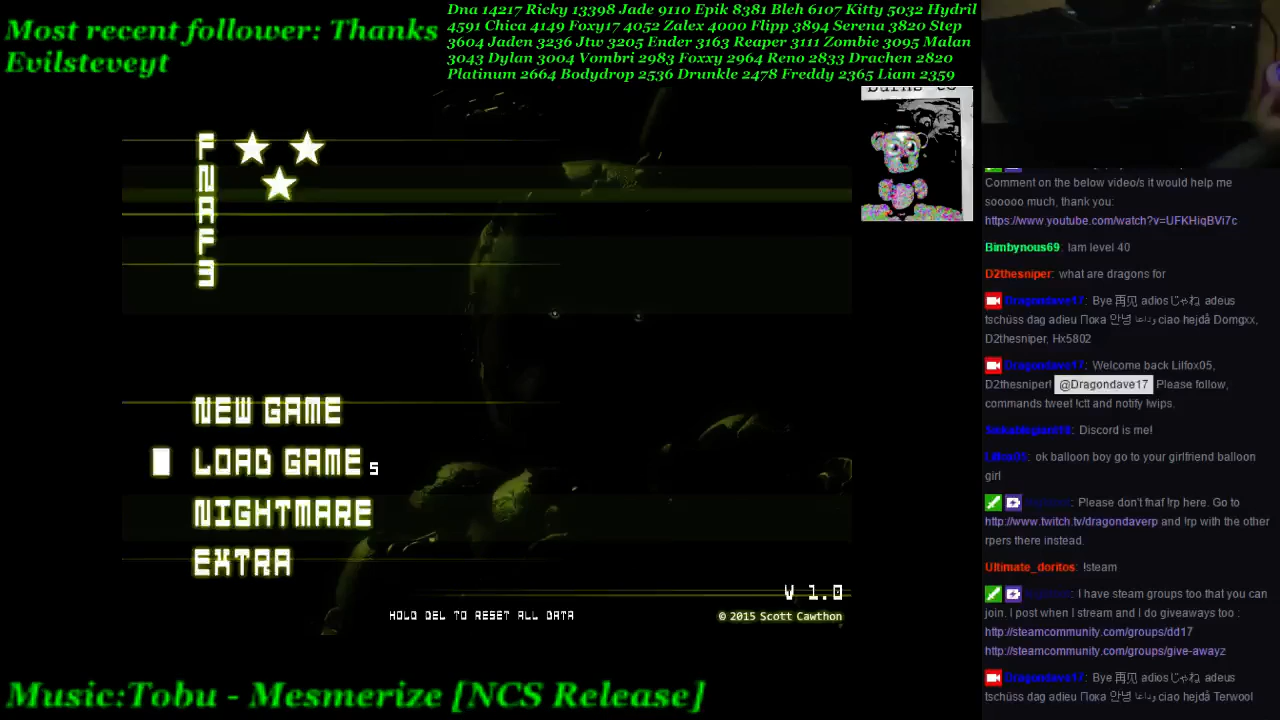 Most recent follower: Thanks
Evilsteveyt
Dna 14217 Ricky 13398 Jade 9110 Epik 8381 Bleh 6107 Kitty 5032 Hydril
4591 Chica 4149 Foxy17 4052 Zalex 4000 Flipp 3894 Serena 3820 Step
3604 Jaden 3236 Jtw 3205 Ender 3163 Reaper 3111 Zombie 3095 Malan
3043 Dylan 3004 Vombri 2983 Foxxy 2964 Reno 2833 Drachen 2820
Platinum 2664 Bodydrop 2536 Drunkle 2478 Freddy 2365 Liam 2359
FNAF3
NEW GAME
LOAD GAME 5
NIGHTMARE
EXTRA
V 1.0
HOLD DEL TO RESET ALL DATA
© 2015 Scott Cawthon
Music:Tobu - Mesmerize [NCS Release]
Comment on the below video/s it would help me
sooooo much, thank you:
https://www.youtube.com/watch?v=UFKHiqBVi7c
Bimbynous69 Iam level 40
D2thesniper: what are dragons for
Dragondave17: Bye 再见 adios じゃね adeus
tschüss dag adieu Пока 안녕 وداعا ciao hejdå Domgxx,
D2thesniper, Hx5802
Dragondave17: Welcome back Lilfox05,
D2thesniper! @Dragondave17 Please follow,
commands tweet !ctt and notify !wips.
: Discord is me!
Lilfox05: ok balloon boy go to your girlfriend balloon
girl
: Please don't fnaf !rp here. Go to
http://www.twitch.tv/dragondaverp and !rp with the other
rpers there instead.
Ultimate_doritos: !steam
: I have steam groups too that you can
join. I post when I stream and I do giveaways too :
http://steamcommunity.com/groups/dd17
http://steamcommunity.com/groups/give-awayz
Dragondave17: Bye 再见 adios じゃね adeus
tschüss dag adieu Пока 안녕 وداعا ciao hejdå Terwool